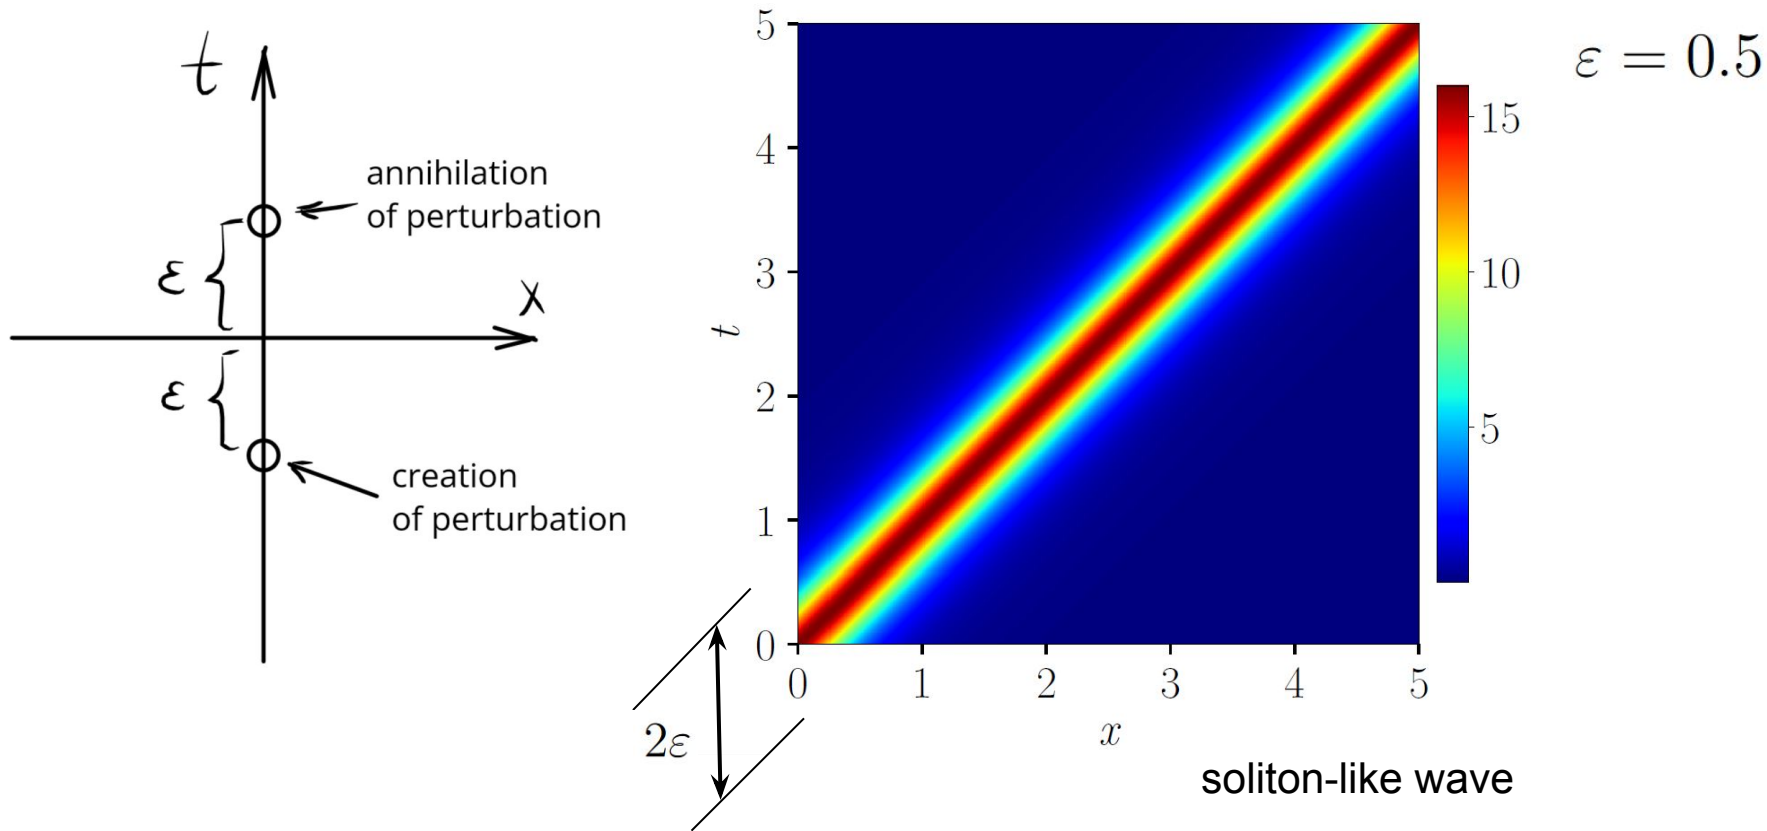 t
annihilation
of perturbation
ε
x
ε
creation
of perturbation
5
4
3
2
1
0
t
0 1 2 3 4 5
x
15
10
5
ε = 0.5
2ε
soliton-like wave